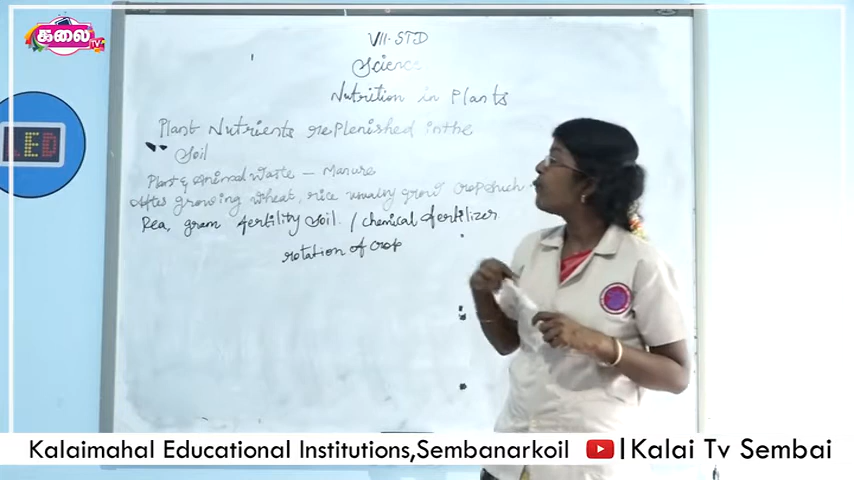 கலை TV
VII-STD
Science
Nutrition in Plants
Plant Nutrients replenished in the
Soil
Plant & Animal Waste - Manure
After growing wheat, rice usually grow crop such
Pea, gram fertility soil. / chemical fertilizer
rotation of crop
LED
Kalaimahal Educational Institutions,Sembanarkoil |Kalai Tv Sembai